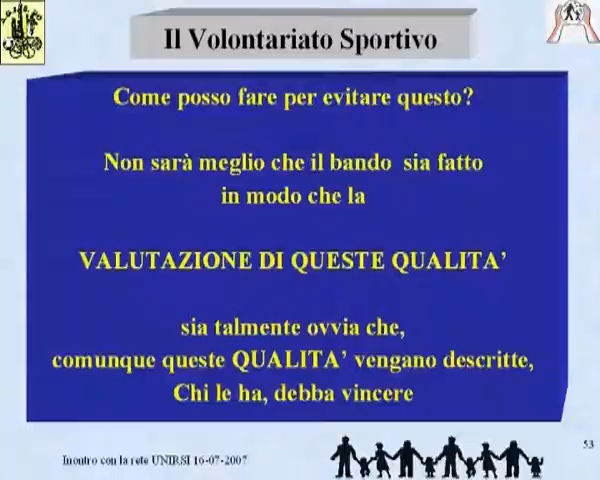 Il Volontariato Sportivo
Come posso fare per evitare questo?
Non sarà meglio che il bando sia fatto
in modo che la
VALUTAZIONE DI QUESTE QUALITA’
sia talmente ovvia che,
comunque queste QUALITA’ vengano descritte,
Chi le ha, debba vincere
53
Inontro con la rete UNIRSI 16-07-2007